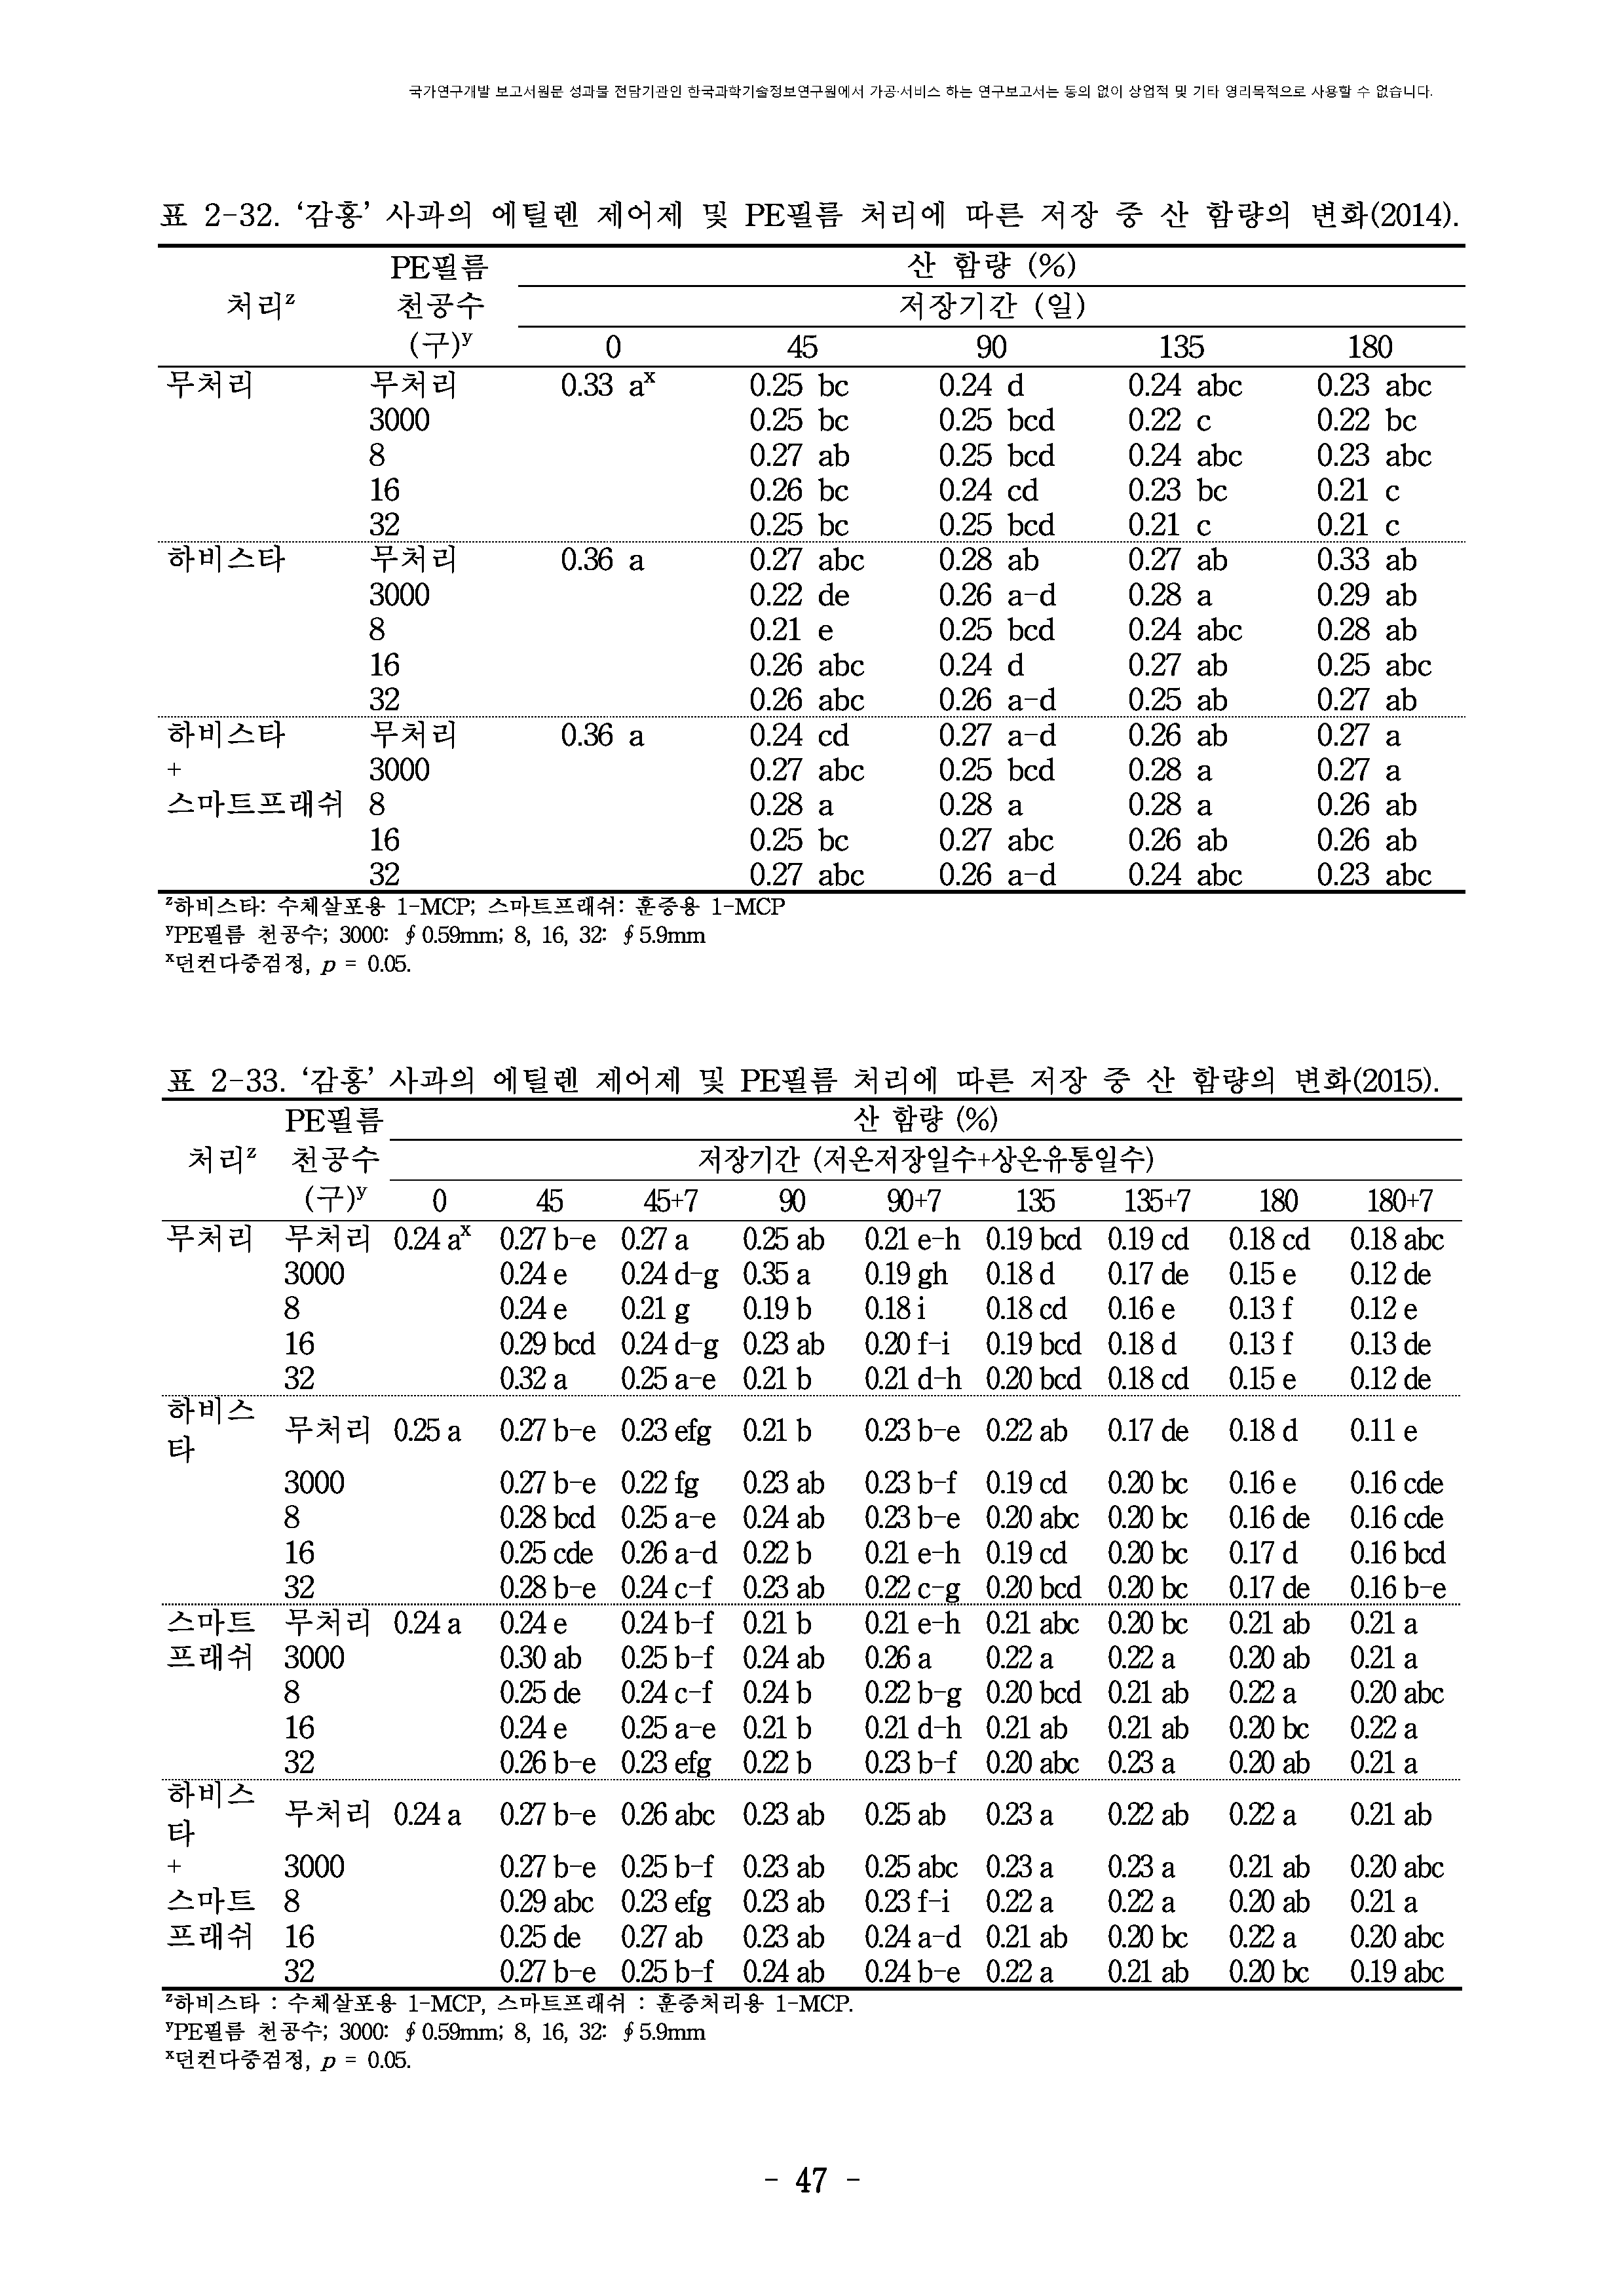 국가연구개발 보고서원문 성과물 전담기관인 한국과학기술정보연구원에서 가공·서비스 하는 연구보고서는 동의 없이 상업적 및 기타 영리목적으로 사용할 수 없습니다.
표 2-32. ‘감홍’ 사과의 에틸렌 제어제 및 PE필름 처리에 따른 저장 중 산 함량의 변화(2014).
PE필름 산 함량 (%)
처리z 천공수 저장기간 (일)
(구)y 0 45 90 135 180
무처리 무처리 0.33 ax 0.25 bc 0.24 d 0.24 abc 0.23 abc
3000 0.25 bc 0.25 bcd 0.22 c 0.22 bc
8 0.27 ab 0.25 bcd 0.24 abc 0.23 abc
16 0.26 bc 0.24 cd 0.23 bc 0.21 c
32 0.25 bc 0.25 bcd 0.21 c 0.21 c
하비스타 무처리 0.36 a 0.27 abc 0.28 ab 0.27 ab 0.33 ab
3000 0.22 de 0.26 a-d 0.28 a 0.29 ab
8 0.21 e 0.25 bcd 0.24 abc 0.28 ab
16 0.26 abc 0.24 d 0.27 ab 0.25 abc
32 0.26 abc 0.26 a-d 0.25 ab 0.27 ab
하비스타 무처리 0.36 a 0.24 cd 0.27 a-d 0.26 ab 0.27 a
+ 3000 0.27 abc 0.25 bcd 0.28 a 0.27 a
스마트프래쉬 8 0.28 a 0.28 a 0.28 a 0.26 ab
16 0.25 bc 0.27 abc 0.26 ab 0.26 ab
32 0.27 abc 0.26 a-d 0.24 abc 0.23 abc
z하비스타: 수체살포용 1-MCP; 스마트프래쉬: 훈증용 1-MCP
yPE필름 천공수; 3000: ∮0.59mm; 8, 16, 32: ∮5.9mm
x던컨다중검정, p = 0.05.
표 2-33. ‘감홍’ 사과의 에틸렌 제어제 및 PE필름 처리에 따른 저장 중 산 함량의 변화(2015).
PE필름 산 함량 (%)
처리z 천공수 저장기간 (저온저장일수+상온유통일수)
(구)y 0 45 45+7 90 90+7 135 135+7 180 180+7
무처리 무처리 0.24 ax 0.27 b-e 0.27 a 0.25 ab 0.21 e-h 0.19 bcd 0.19 cd 0.18 cd 0.18 abc
3000 0.24 e 0.24 d-g 0.35 a 0.19 gh 0.18 d 0.17 de 0.15 e 0.12 de
8 0.24 e 0.21 g 0.19 b 0.18 i 0.18 cd 0.16 e 0.13 f 0.12 e
16 0.29 bcd 0.24 d-g 0.23 ab 0.20 f-i 0.19 bcd 0.18 d 0.13 f 0.13 de
32 0.32 a 0.25 a-e 0.21 b 0.21 d-h 0.20 bcd 0.18 cd 0.15 e 0.12 de
하비스
타 무처리 0.25 a 0.27 b-e 0.23 efg 0.21 b 0.23 b-e 0.22 ab 0.17 de 0.18 d 0.11 e
3000 0.27 b-e 0.22 fg 0.23 ab 0.23 b-f 0.19 cd 0.20 bc 0.16 e 0.16 cde
8 0.28 bcd 0.25 a-e 0.24 ab 0.23 b-e 0.20 abc 0.20 bc 0.16 de 0.16 cde
16 0.25 cde 0.26 a-d 0.22 b 0.21 e-h 0.19 cd 0.20 bc 0.17 d 0.16 bcd
32 0.28 b-e 0.24 c-f 0.23 ab 0.22 c-g 0.20 bcd 0.20 bc 0.17 de 0.16 b-e
스마트 무처리 0.24 a 0.24 e 0.24 b-f 0.21 b 0.21 e-h 0.21 abc 0.20 bc 0.21 ab 0.21 a
프래쉬 3000 0.30 ab 0.25 b-f 0.24 ab 0.26 a 0.22 a 0.22 a 0.20 ab 0.21 a
8 0.25 de 0.24 c-f 0.24 b 0.22 b-g 0.20 bcd 0.21 ab 0.22 a 0.20 abc
16 0.24 e 0.25 a-e 0.21 b 0.21 d-h 0.21 ab 0.21 ab 0.20 bc 0.22 a
32 0.26 b-e 0.23 efg 0.22 b 0.23 b-f 0.20 abc 0.23 a 0.20 ab 0.21 a
하비스
타 무처리 0.24 a 0.27 b-e 0.26 abc 0.23 ab 0.25 ab 0.23 a 0.22 ab 0.22 a 0.21 ab
+ 3000 0.27 b-e 0.25 b-f 0.23 ab 0.25 abc 0.23 a 0.23 a 0.21 ab 0.20 abc
스마트 8 0.29 abc 0.23 efg 0.23 ab 0.23 f-i 0.22 a 0.22 a 0.20 ab 0.21 a
프래쉬 16 0.25 de 0.27 ab 0.23 ab 0.24 a-d 0.21 ab 0.20 bc 0.22 a 0.20 abc
32 0.27 b-e 0.25 b-f 0.24 ab 0.24 b-e 0.22 a 0.21 ab 0.20 bc 0.19 abc
z하비스타 : 수체살포용 1-MCP, 스마트프래쉬 : 훈증처리용 1-MCP.
yPE필름 천공수; 3000: ∮0.59mm; 8, 16, 32: ∮5.9mm
x던컨다중검정, p = 0.05.
- 47 -